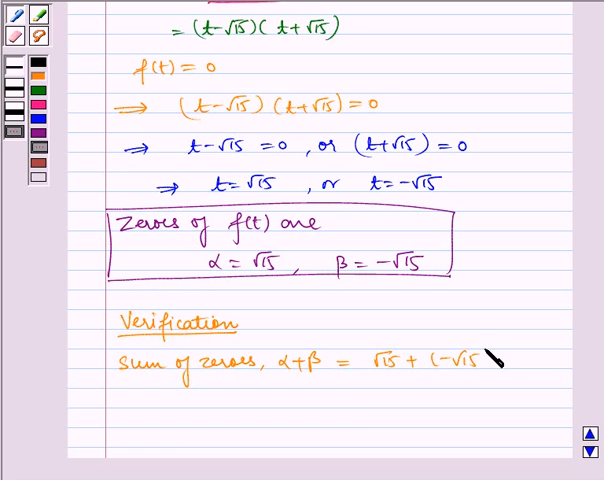 = (t-√15)( t+√15)
f(t) = 0
⟹ (t-√15) (t+√15) = 0
⇒ t-√15 = 0 , or (t+√15) = 0
⇒ t = √15 , or t = -√15
Zeroes of f(t) are
α = √15 , β = -√15
Verification
Sum of zeroes, α+β = √15 + (-√15